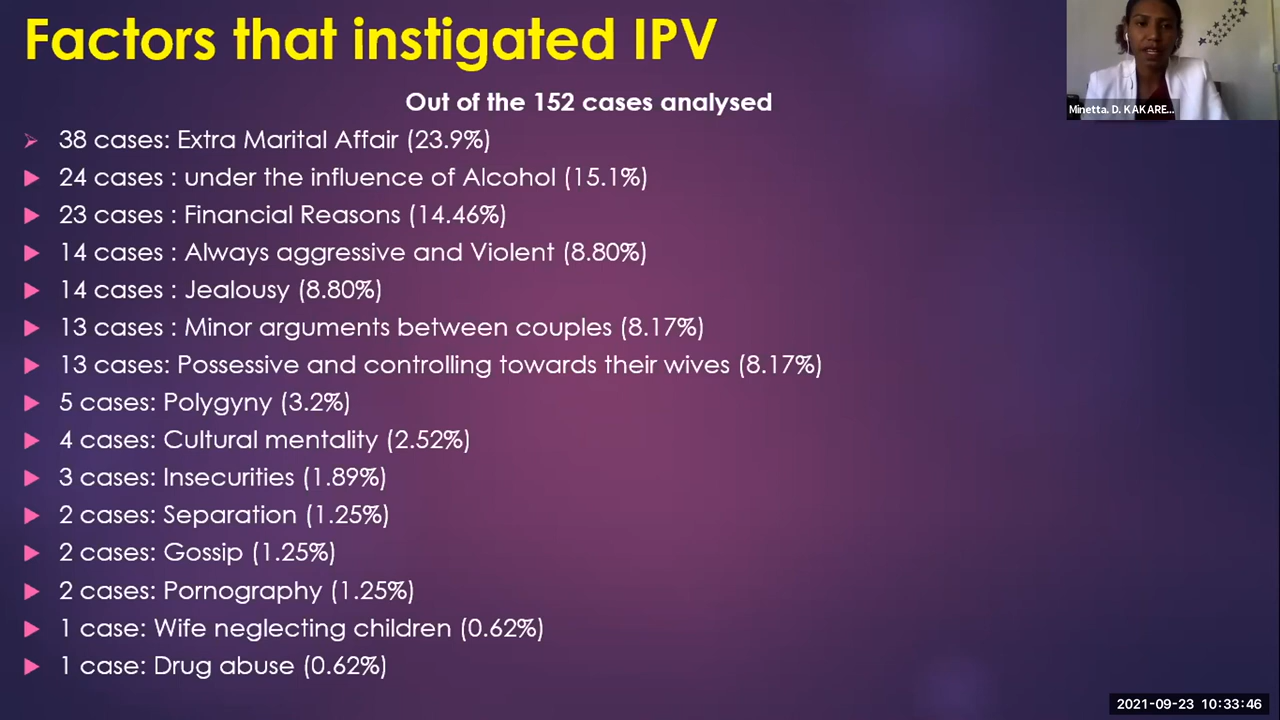 Factors that instigated IPV
Out of the 152 cases analysed
38 cases: Extra Marital Affair (23.9%)
24 cases : under the influence of Alcohol (15.1%)
23 cases : Financial Reasons (14.46%)
14 cases : Always aggressive and Violent (8.80%)
14 cases : Jealousy (8.80%)
13 cases : Minor arguments between couples (8.17%)
13 cases: Possessive and controlling towards their wives (8.17%)
5 cases: Polygyny (3.2%)
4 cases: Cultural mentality (2.52%)
3 cases: Insecurities (1.89%)
2 cases: Separation (1.25%)
2 cases: Gossip (1.25%)
2 cases: Pornography (1.25%)
1 case: Wife neglecting children (0.62%)
1 case: Drug abuse (0.62%)
Minetta. D. KAKARE...
2021-09-23 10:33:46